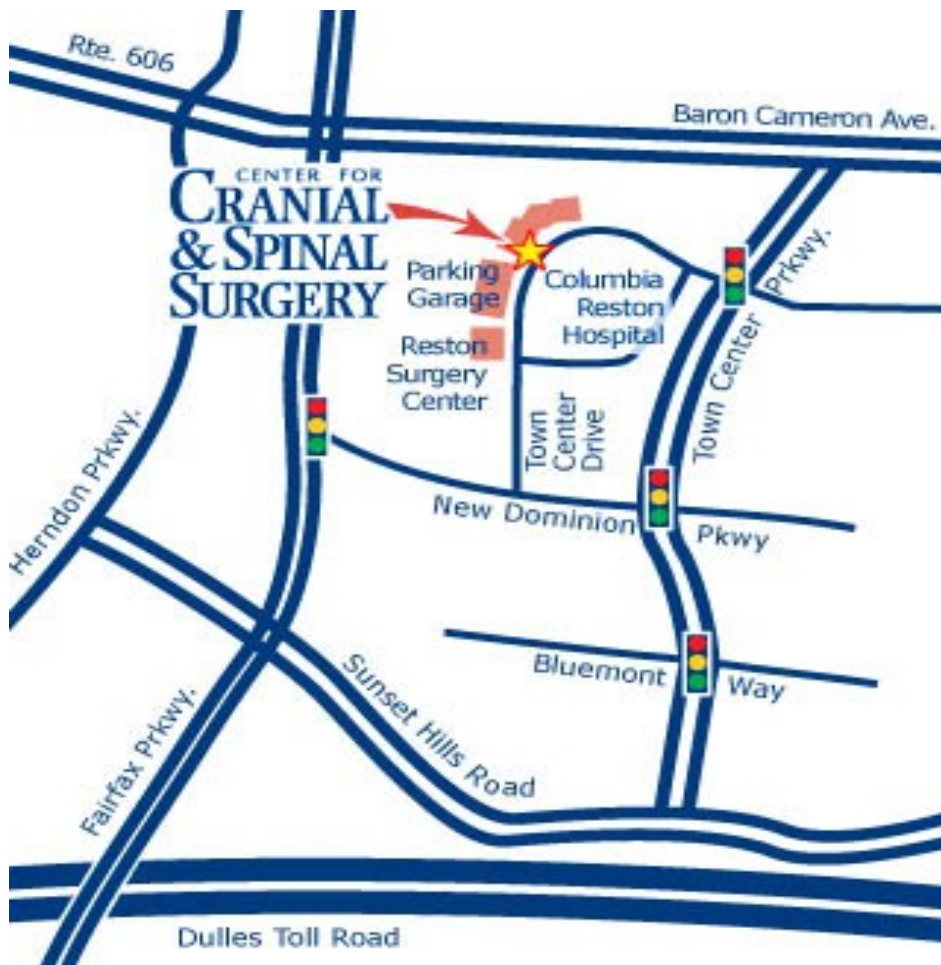 Rte. 606
Baron Cameron Ave.
CENTER FOR
CRANIAL
& SPINAL
SURGERY
Parking
Garage
Columbia
Reston
Hospital
Reston
Surgery
Center
Town
Center
Drive
Town Center Prkwy.
Herndon Prkwy.
New Dominion Pkwy
Bluemont Way
Sunset Hills Road
Fairfax Prkwy.
Dulles Toll Road